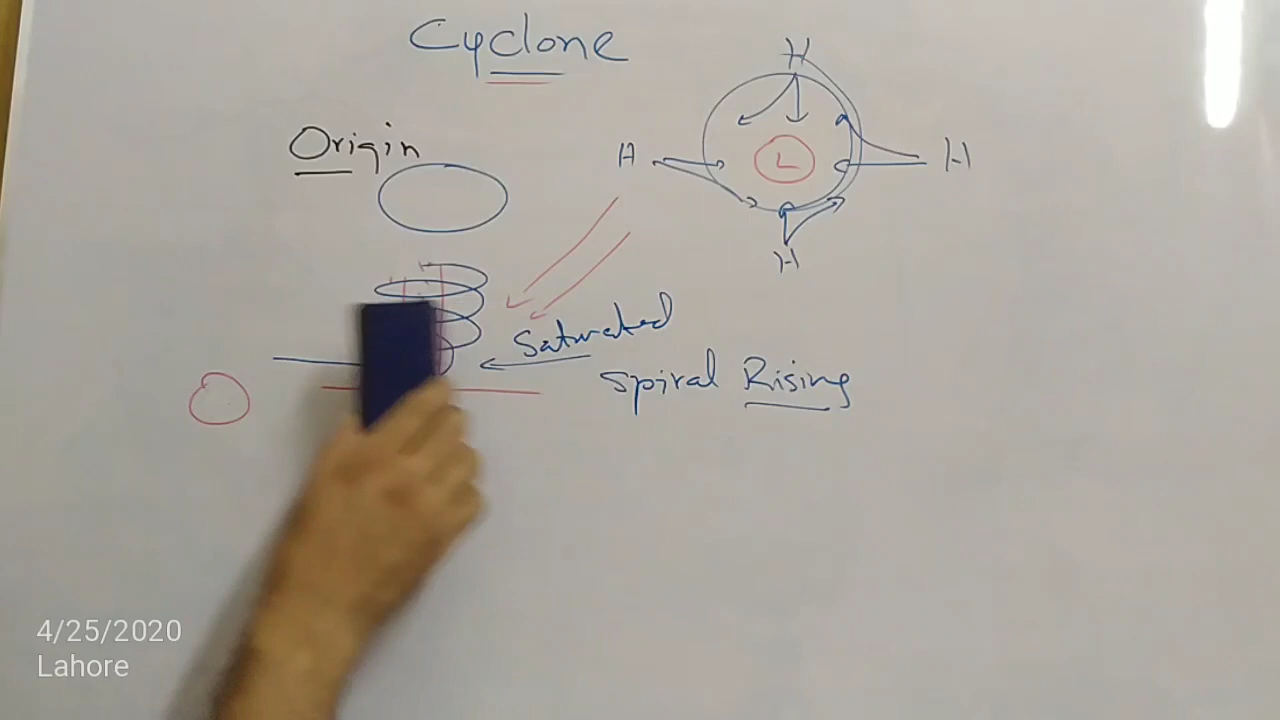 Cyclone
H
Origin
H
L
H
H
Saturated
Spiral Rising
4/25/2020
Lahore